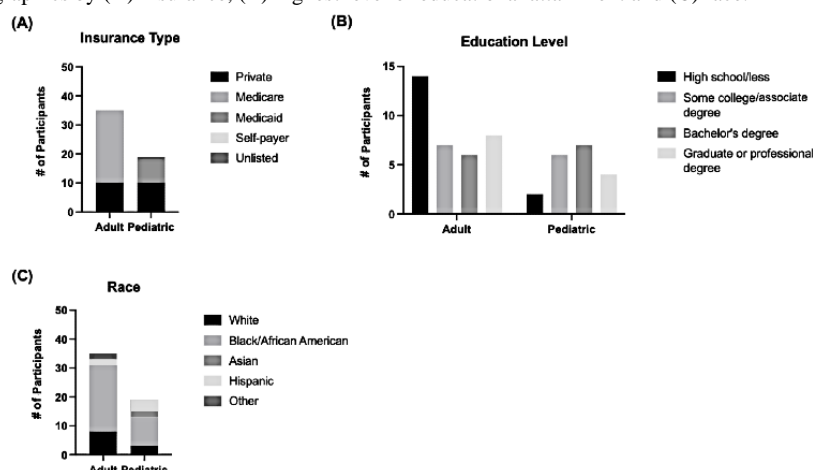 (A)
Insurance Type
50
40
30
20
10
0
# of Participants
Adult Pediatric
Private
Medicare
Medicaid
Self-payer
Unlisted
(B)
Education Level
15
10
5
0
# of Participants
Adult Pediatric
High school/less
Some college/associate
degree
Bachelor's degree
Graduate or professional
degree
(C)
Race
50
40
30
20
10
0
# of Participants
Adult Pediatric
White
Black/African American
Asian
Hispanic
Other